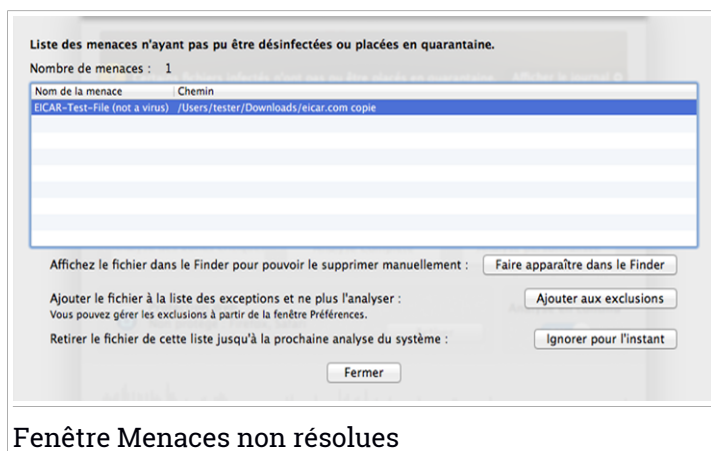 Liste des menaces n'ayant pas pu être désinfectées ou placées en quarantaine.
Nombre de menaces : 1
Nom de la menace Chemin
EICAR-Test-File (not a virus) /Users/tester/Downloads/eicar.com copie
Affichez le fichier dans le Finder pour pouvoir le supprimer manuellement : Faire apparaître dans le Finder
Ajouter le fichier à la liste des exceptions et ne plus l'analyser : Ajouter aux exclusions
Vous pouvez gérer les exclusions à partir de la fenêtre Préférences.
Retirer le fichier de cette liste jusqu'à la prochaine analyse du système : Ignorer pour l'instant
Fermer
Fenêtre Menaces non résolues